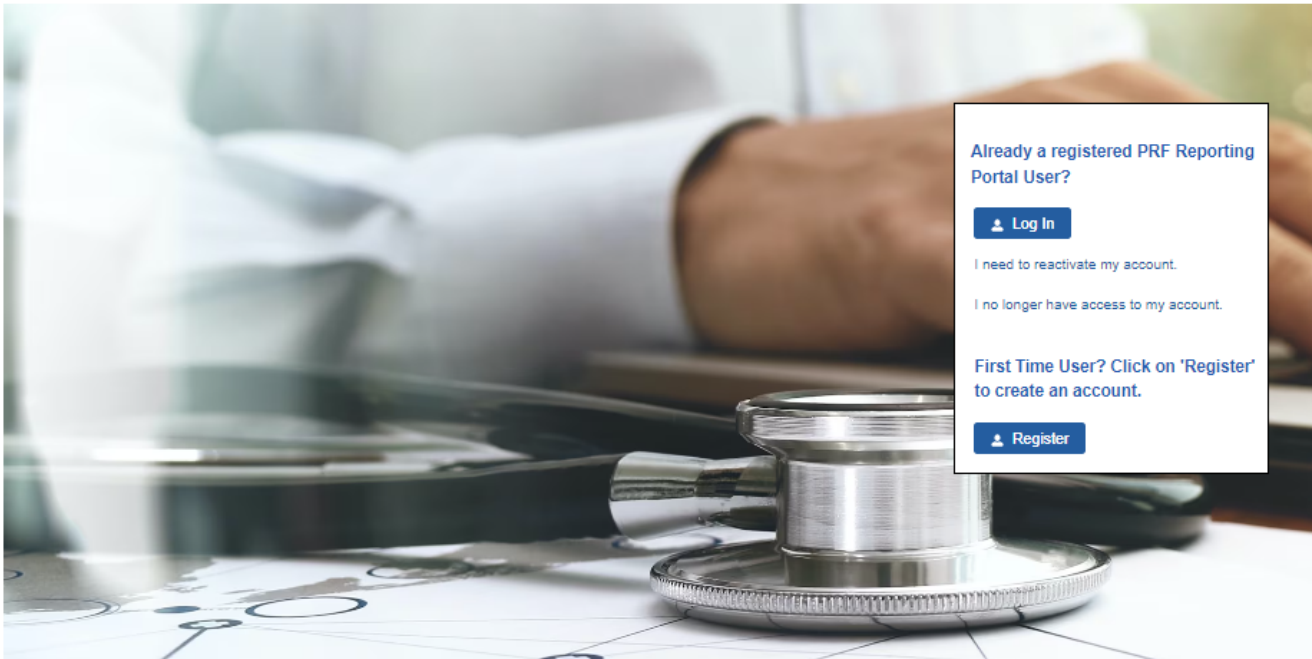 Already a registered PRF Reporting
Portal User?
Log In
I need to reactivate my account.
I no longer have access to my account.
First Time User? Click on 'Register'
to create an account.
Register